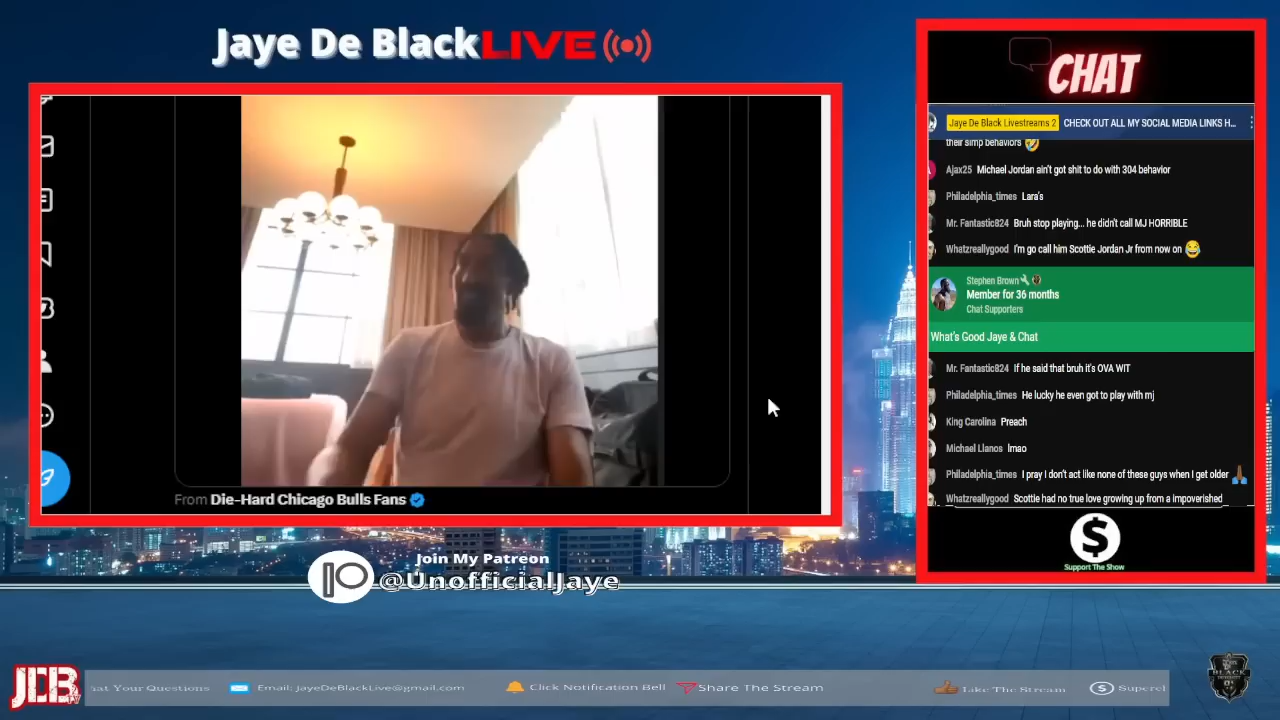 Jaye De BlackLIVE
From Die-Hard Chicago Bulls Fans
Join My Patreon
@UnofficialJaye
CHAT
Jaye De Black Livestreams 2 CHECK OUT ALL MY SOCIAL MEDIA LINKS H...
their simp behaviors 🤣
Ajax25 Michael Jordan ain't got shit to do with 304 behavior
Philadelphia_times Lara's
Mr. Fantastic824 Bruh stop playing... he didn't call MJ HORRIBLE
Whatzreallygood I'm go call him Scottie Jordan Jr from now on 😂
Stephen Brown
Member for 36 months
Chat Supporters
What's Good Jaye & Chat
Mr. Fantastic824 If he said that bruh it's OVA WIT
Philadelphia_times He lucky he even got to play with mj
King Carolina Preach
Michael Llanos lmao
Philadelphia_times I pray I don't act like none of these guys when I get older 🙏🏾
Whatzreallygood Scottie had no true love growing up from a impoverished
$
Support The Show
JDB
TV
hat Your Questions Email: JayeDeBlackLive@gmail.com Click Notification Bell Share The Stream Like The Stream Superc
BLACK